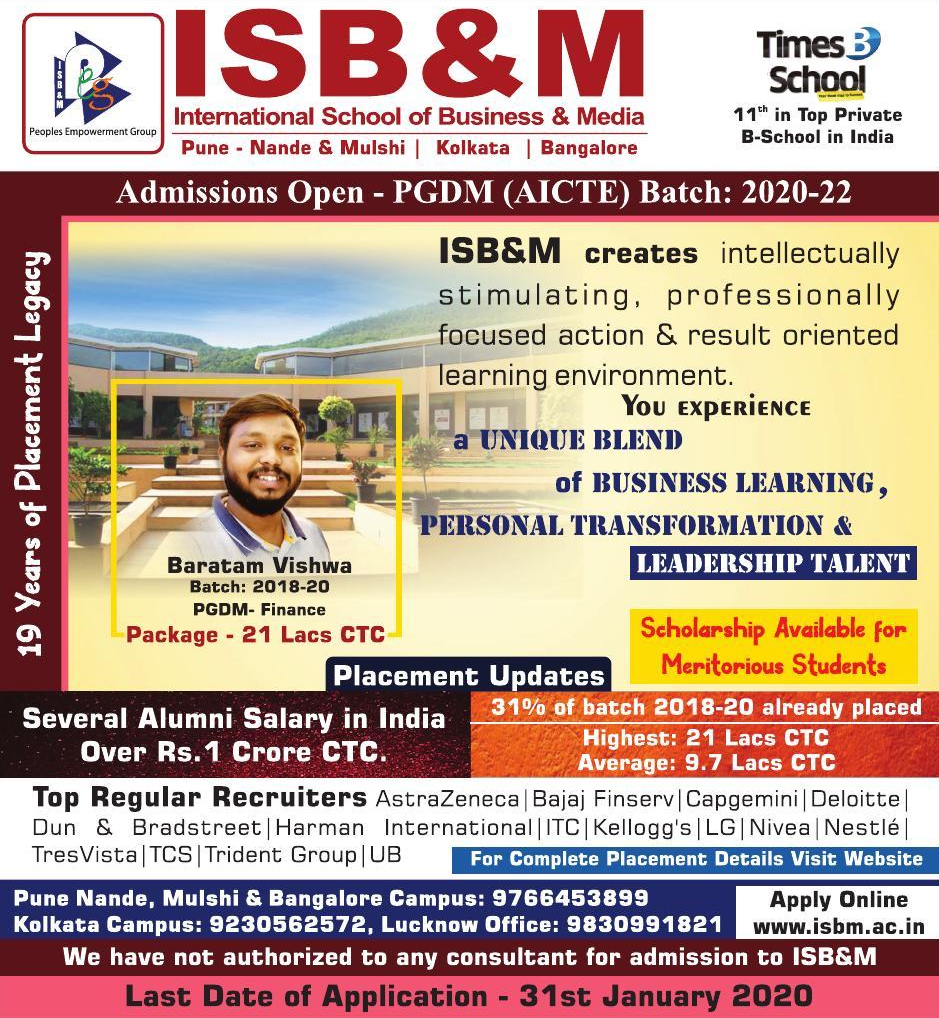 ISB&M
Peg
Peoples Empowerment Group
ISB&M
International School of Business & Media
Pune - Nande & Mulshi | Kolkata | Bangalore
Times B
School
11th in Top Private
B-School in India
Admissions Open - PGDM (AICTE) Batch: 2020-22
19 Years of Placement Legacy
ISB&M creates intellectually
stimulating, professionally
focused action & result oriented
learning environment.
You experience
a UNIQUE BLEND
of BUSINESS LEARNING,
PERSONAL TRANSFORMATION &
LEADERSHIP TALENT
Baratam Vishwa
Batch: 2018-20
PGDM- Finance
Package - 21 Lacs CTC
Scholarship Available for
Meritorious Students
Placement Updates
Several Alumni Salary in India
Over Rs.1 Crore CTC.
31% of batch 2018-20 already placed
Highest: 21 Lacs CTC
Average: 9.7 Lacs CTC
Top Regular Recruiters AstraZeneca|Bajaj Finserv|Capgemini|Deloitte|
Dun & Bradstreet|Harman International|ITC|Kellogg's|LG|Nivea|Nestlé|
TresVista|TCS|Trident Group|UB
For Complete Placement Details Visit Website
Pune Nande, Mulshi & Bangalore Campus: 9766453899
Kolkata Campus: 9230562572, Lucknow Office: 9830991821
Apply Online
www.isbm.ac.in
We have not authorized to any consultant for admission to ISB&M
Last Date of Application - 31st January 2020